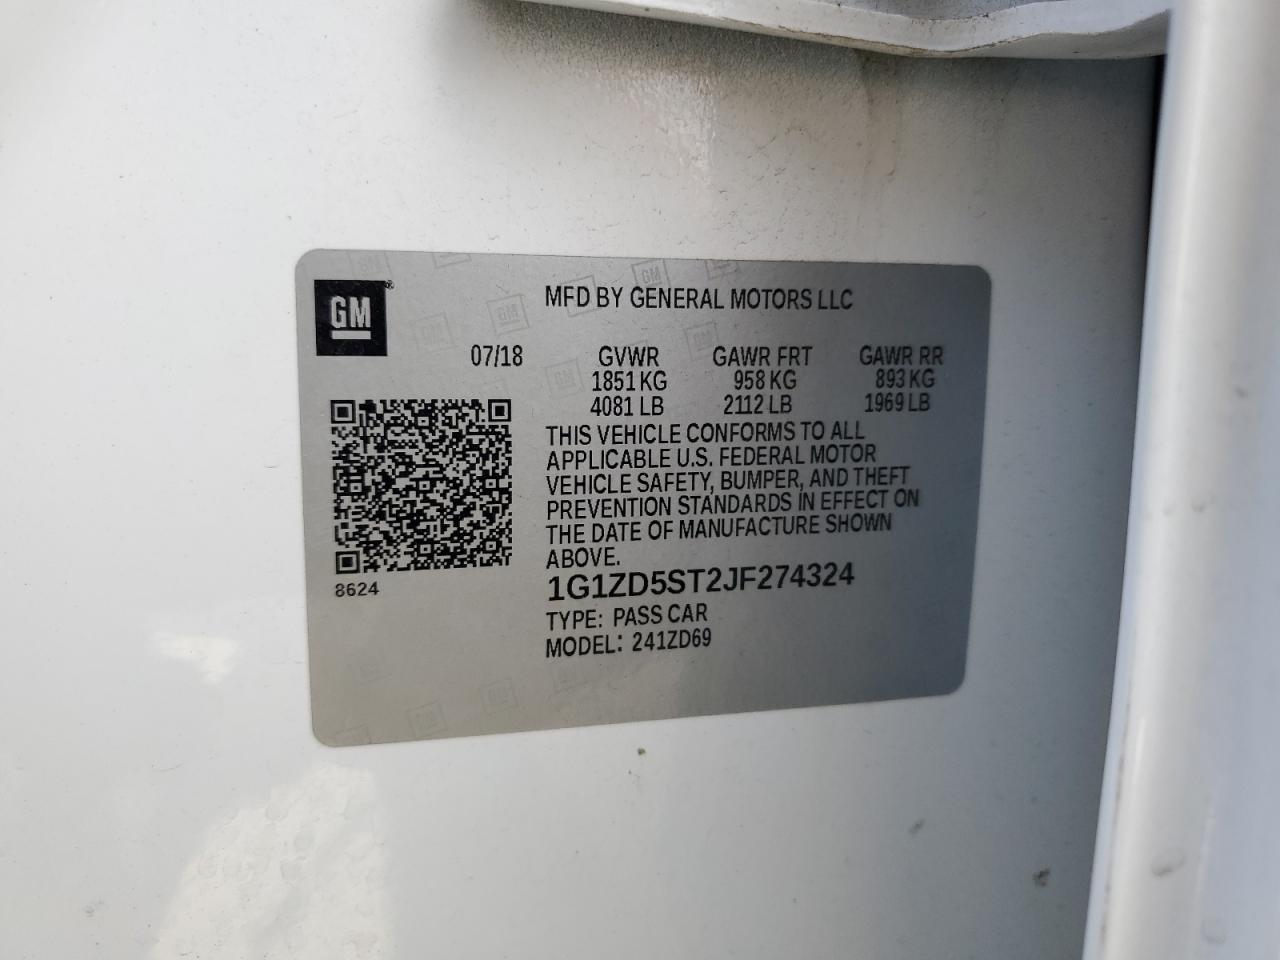 GM
MFD BY GENERAL MOTORS LLC
07/18 GVWR GAWR FRT GAWR RR
1851 KG 958 KG 893 KG
4081 LB 2112 LB 1969 LB
THIS VEHICLE CONFORMS TO ALL
APPLICABLE U.S. FEDERAL MOTOR
VEHICLE SAFETY, BUMPER, AND THEFT
PREVENTION STANDARDS IN EFFECT ON
THE DATE OF MANUFACTURE SHOWN
ABOVE.
8624
1G1ZD5ST2JF274324
TYPE: PASS CAR
MODEL: 241ZD69